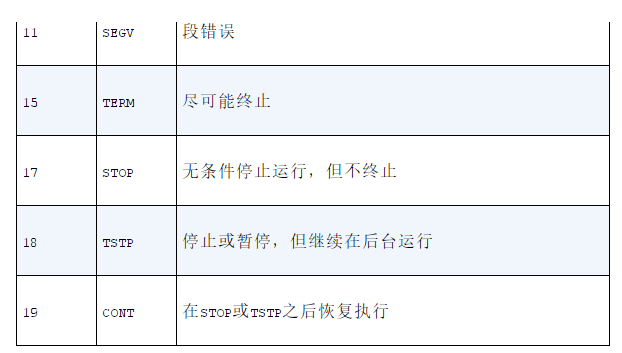 11 SEGV 段错误
15 TERM 尽可能终止
17 STOP 无条件停止运行，但不终止
18 TSTP 停止或暂停，但继续在后台运行
19 CONT 在STOP或TSTP之后恢复执行